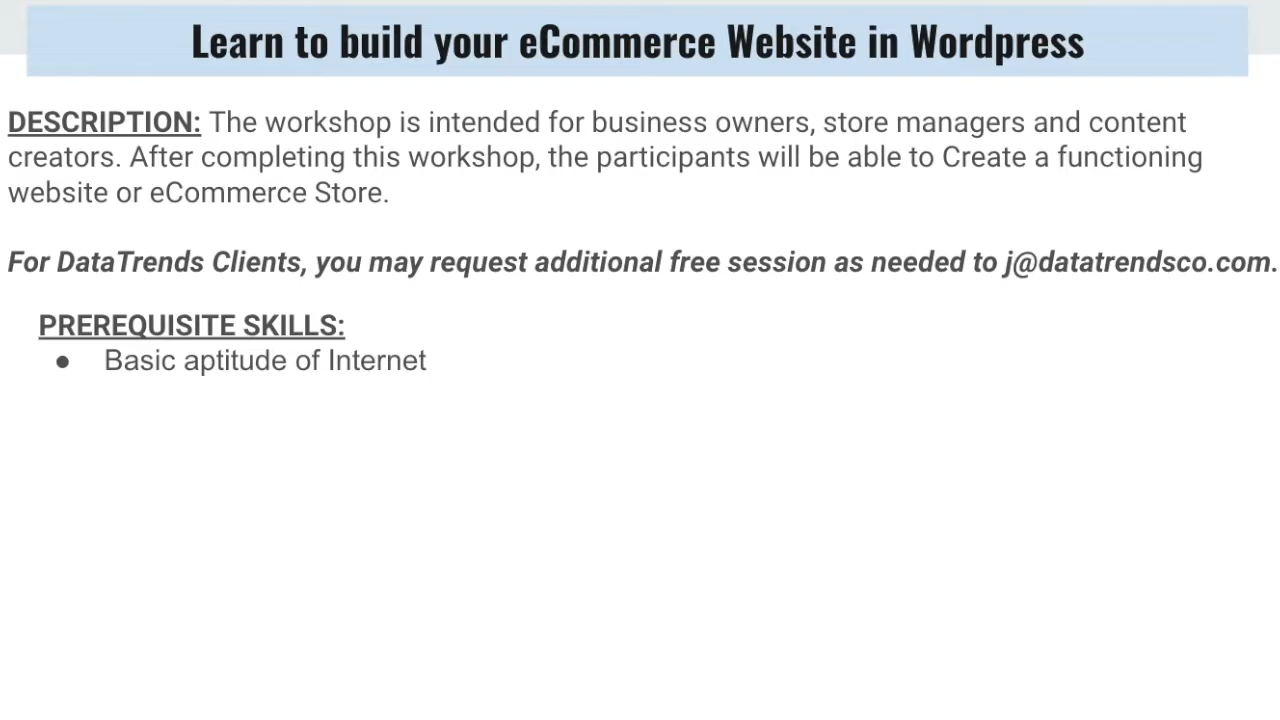 Learn to build your eCommerce Website in Wordpress
DESCRIPTION: The workshop is intended for business owners, store managers and content
creators. After completing this workshop, the participants will be able to Create a functioning
website or eCommerce Store.
For DataTrends Clients, you may request additional free session as needed to j@datatrendsco.com.
PREREQUISITE SKILLS:
● Basic aptitude of Internet